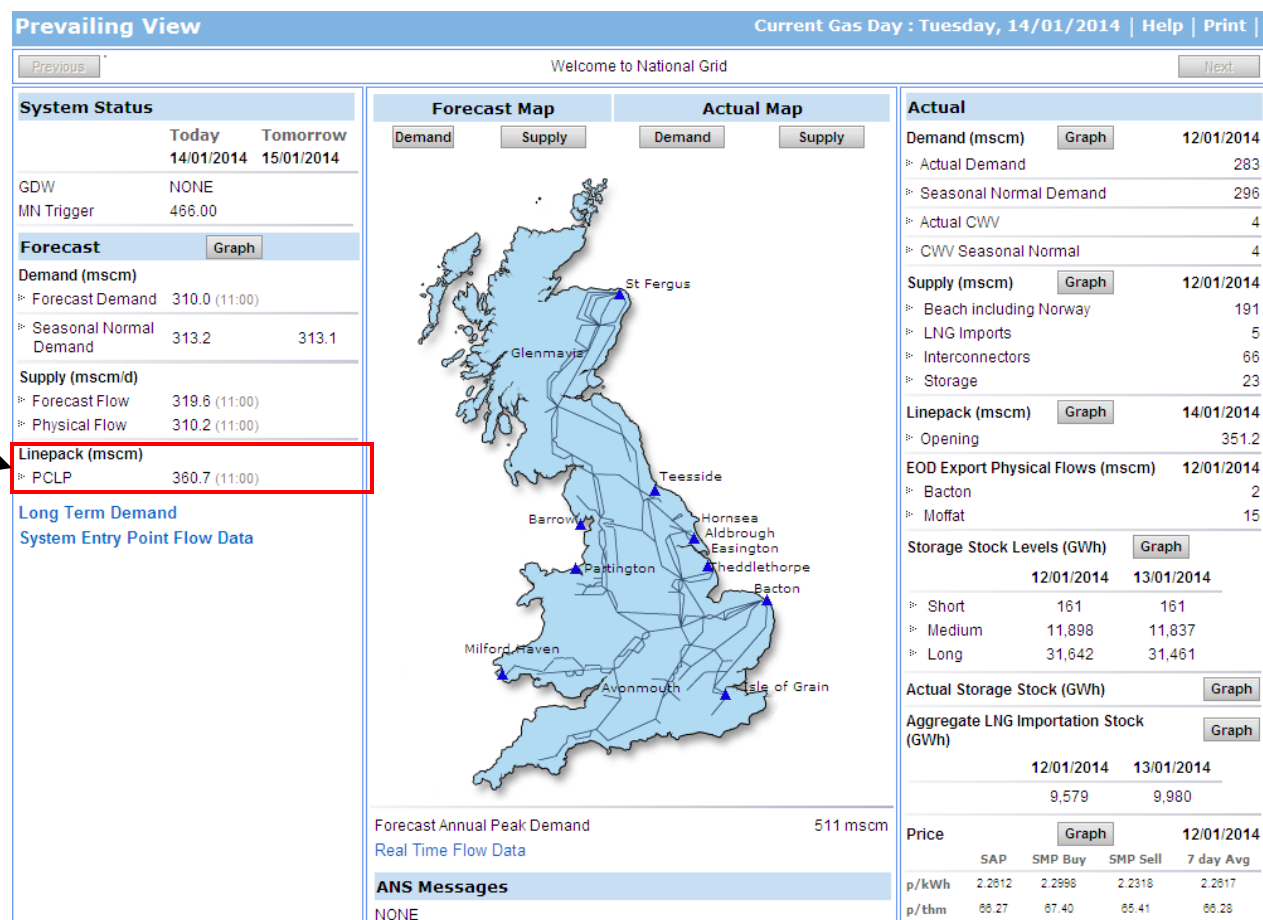 Prevailing View
Current Gas Day : Tuesday, 14/01/2014 | Help | Print |
Previous
Welcome to National Grid
Next
System Status
Today Tomorrow
14/01/2014 15/01/2014
GDW NONE
MN Trigger 466.00
Forecast Graph
Demand (mscm)
Forecast Demand 310.0 (11:00)
Seasonal Normal
Demand 313.2 313.1
Supply (mscm/d)
Forecast Flow 319.6 (11:00)
Physical Flow 310.2 (11:00)
Linepack (mscm)
PCLP 360.7 (11:00)
Long Term Demand
System Entry Point Flow Data
Forecast Map Actual Map
Demand Supply Demand Supply
St Fergus
Glenmavis
Teesside
Barrow
Hornsea
Aldbrough
Easington
Partington
Theddlethorpe
Bacton
Milford Haven
Avonmouth
Isle of Grain
Forecast Annual Peak Demand 511 mscm
Real Time Flow Data
ANS Messages
NONE
Actual
Demand (mscm) Graph 12/01/2014
Actual Demand 283
Seasonal Normal Demand 296
Actual CWV 4
CWV Seasonal Normal 4
Supply (mscm) Graph 12/01/2014
Beach including Norway 191
LNG Imports 5
Interconnectors 66
Storage 23
Linepack (mscm) Graph 14/01/2014
Opening 351.2
EOD Export Physical Flows (mscm) 12/01/2014
Bacton 2
Moffat 15
Storage Stock Levels (GWh) Graph
12/01/2014 13/01/2014
Short 161 161
Medium 11,898 11,837
Long 31,642 31,461
Actual Storage Stock (GWh) Graph
Aggregate LNG Importation Stock
(GWh) Graph
12/01/2014 13/01/2014
9,579 9,980
Price Graph 12/01/2014
SAP SMP Buy SMP Sell 7 day Avg
p/kWh 2.2612 2.2998 2.2318 2.2617
p/thm 66.27 67.40 65.41 66.28